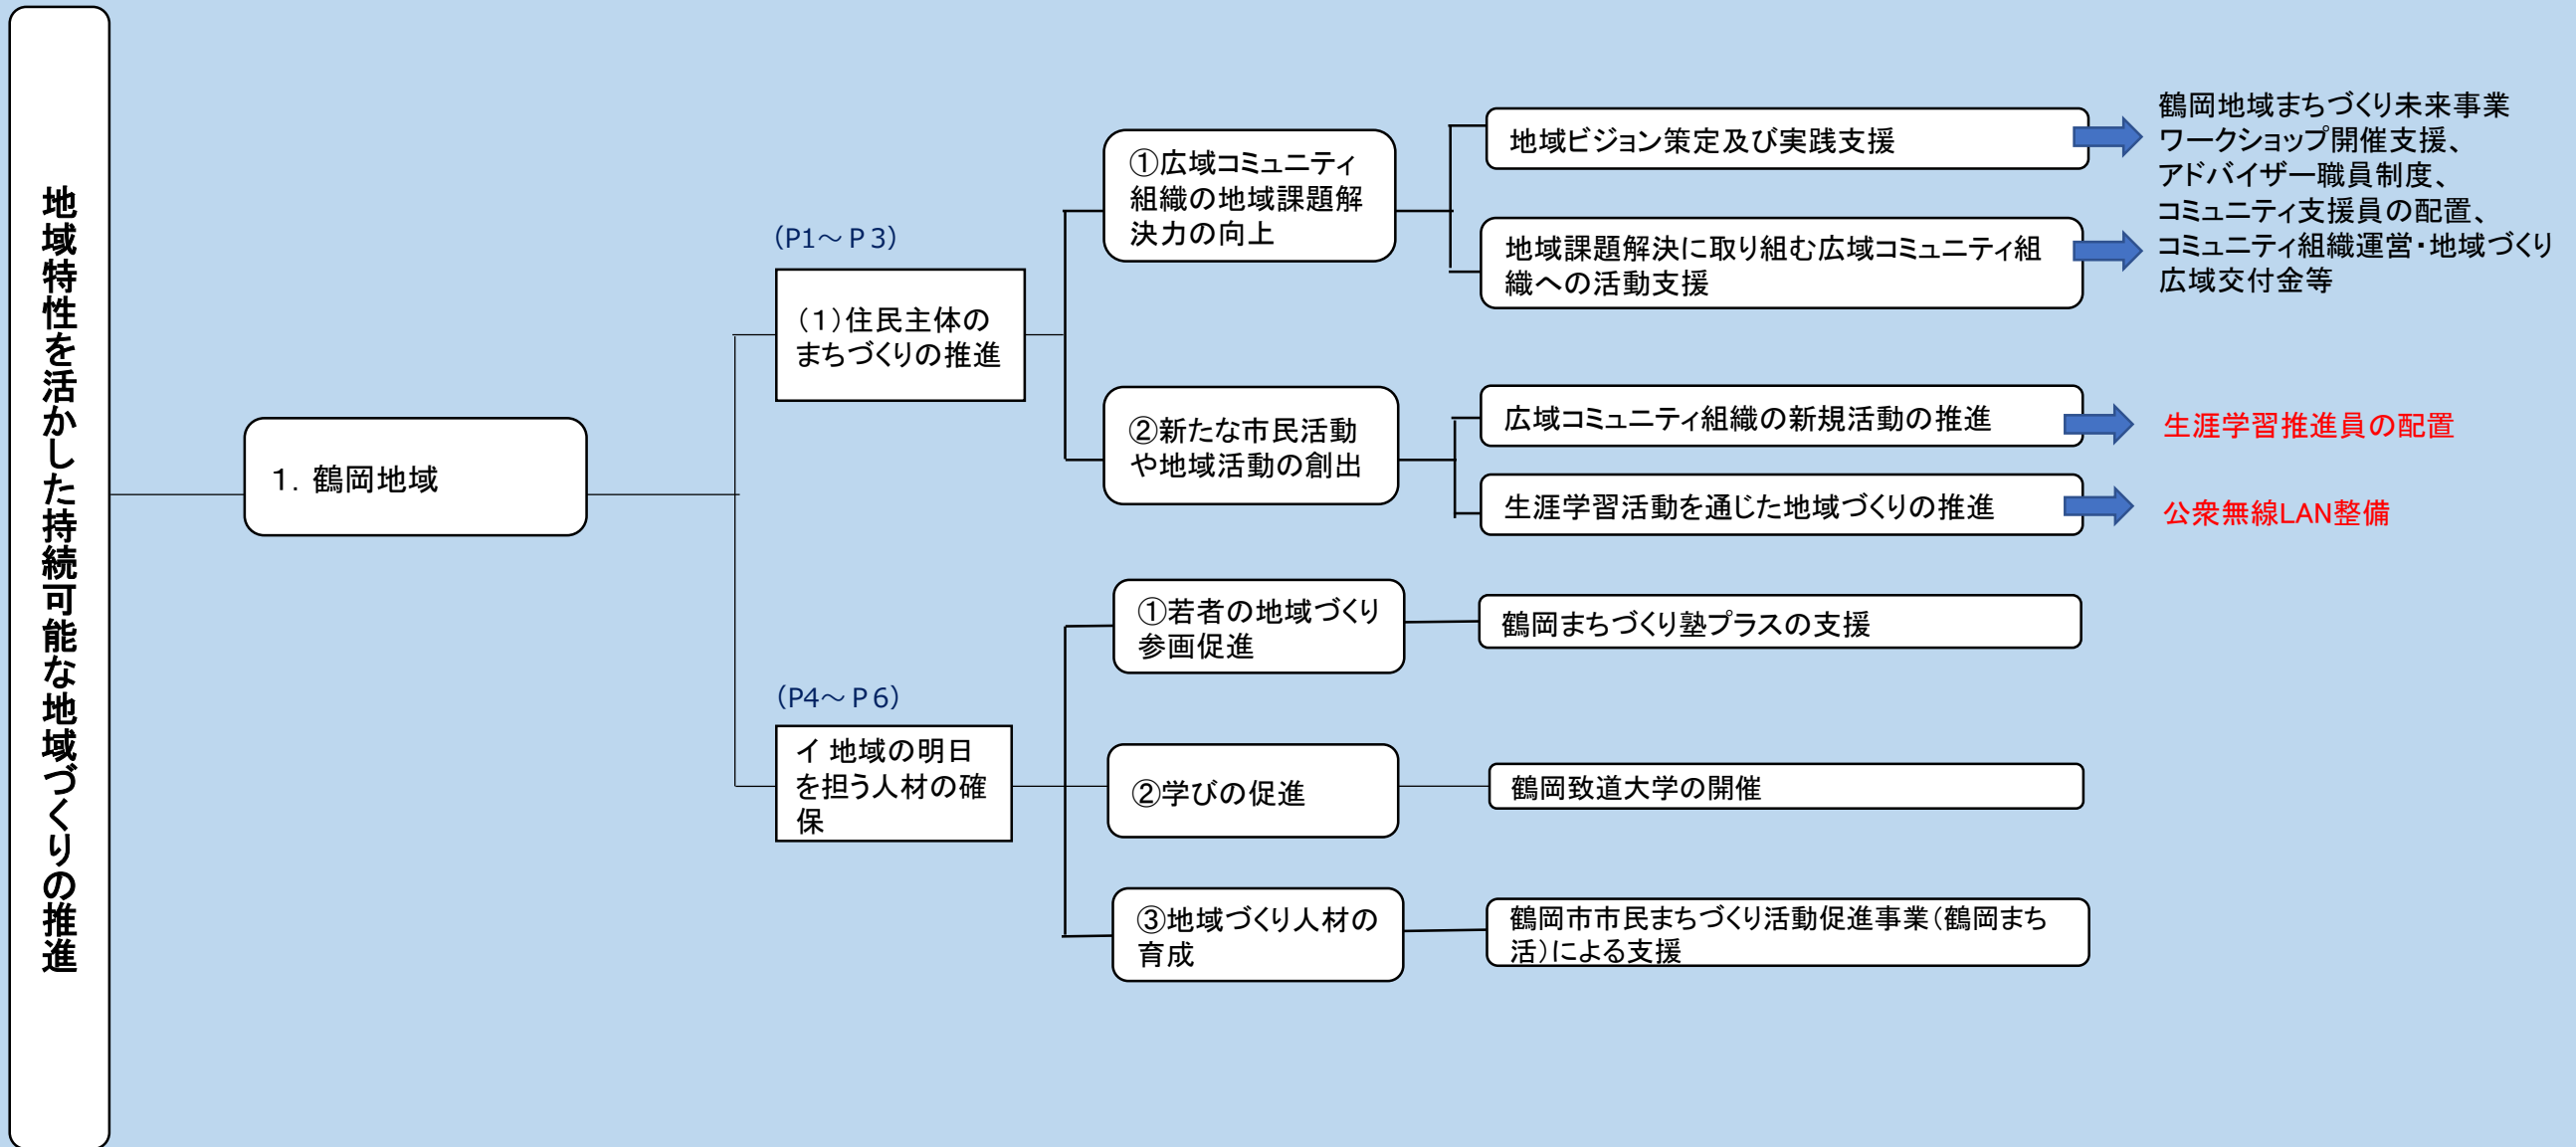 地域特性を活かした持続可能な地域づくりの推進
1．鶴岡地域
（P1～Ｐ3）
（1）住民主体の
まちづくりの推進
①広域コミュニティ
組織の地域課題解
決力の向上
地域ビジョン策定及び実践支援
地域課題解決に取り組む広域コミュニティ組
織への活動支援
鶴岡地域まちづくり未来事業
ワークショップ開催支援、
アドバイザー職員制度、
コミュニティ支援員の配置、
コミュニティ組織運営・地域づくり
広域交付金等
②新たな市民活動
や地域活動の創出
広域コミュニティ組織の新規活動の推進
生涯学習推進員の配置
生涯学習活動を通じた地域づくりの推進
公衆無線LAN整備
（P4～Ｐ6）
イ 地域の明日
を担う人材の確
保
①若者の地域づくり
参画促進
鶴岡まちづくり塾プラスの支援
②学びの促進
鶴岡致道大学の開催
③地域づくり人材の
育成
鶴岡市市民まちづくり活動促進事業（鶴岡まち
活）による支援